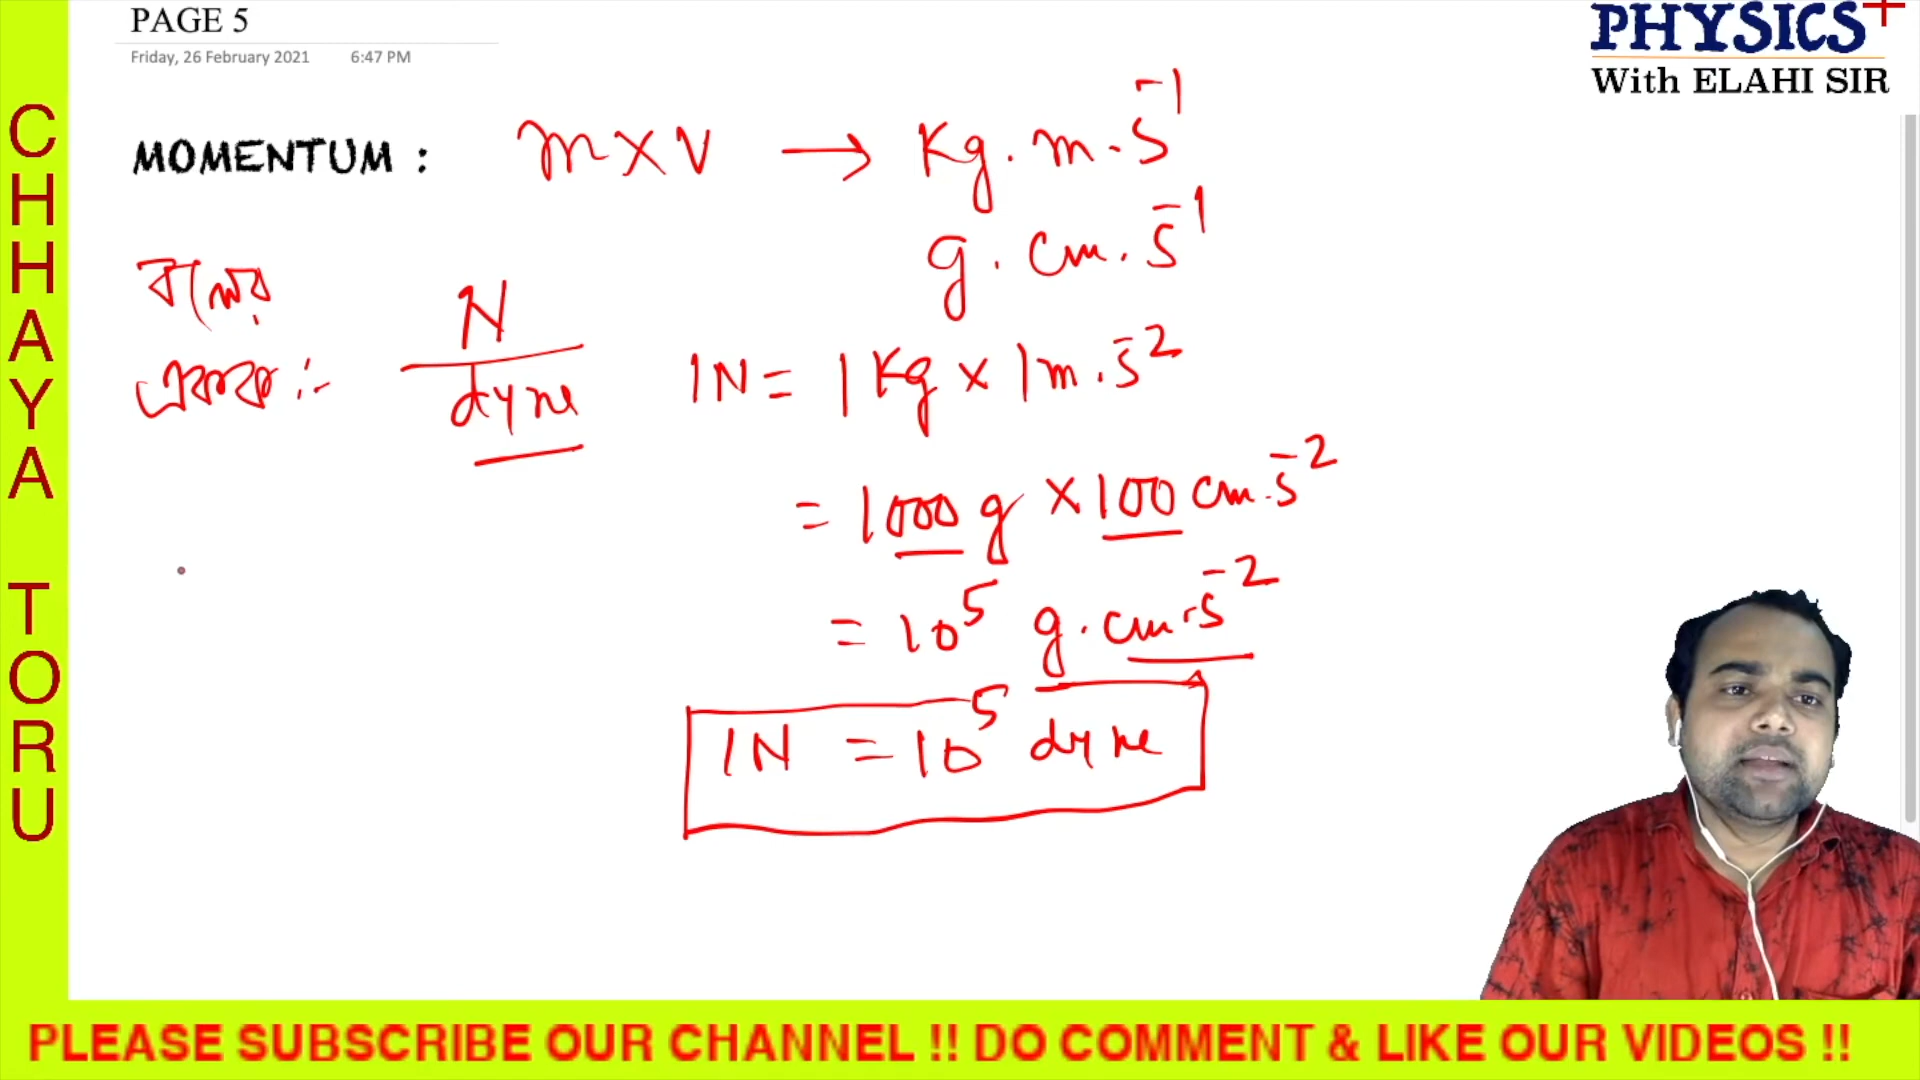 PAGE 5
Friday, 26 February 2021 6:47 PM
PHYSICS+
With ELAHI SIR
CHHAYA TORU
MOMENTUM : m×v → Kg.m.s⁻¹
g.cm.s⁻¹
বলের
একক :- N
dyne
1N = 1Kg × 1m.s⁻²
= 1000g × 100cm.s⁻²
= 10⁵ g.cm.s⁻²
1N = 10⁵ dyne
PLEASE SUBSCRIBE OUR CHANNEL !! DO COMMENT & LIKE OUR VIDEOS !!